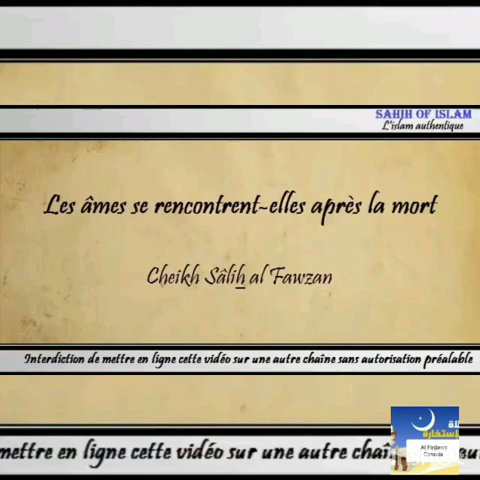 SAHIH OF ISLAM
L'islam authentique
Les âmes se rencontrent-elles après la mort
Cheikh Sâlih al Fawzan
Interdiction de mettre en ligne cette vidéo sur une autre chaîne sans autorisation préalable
mettre en ligne cette vidéo sur une autre chaîn